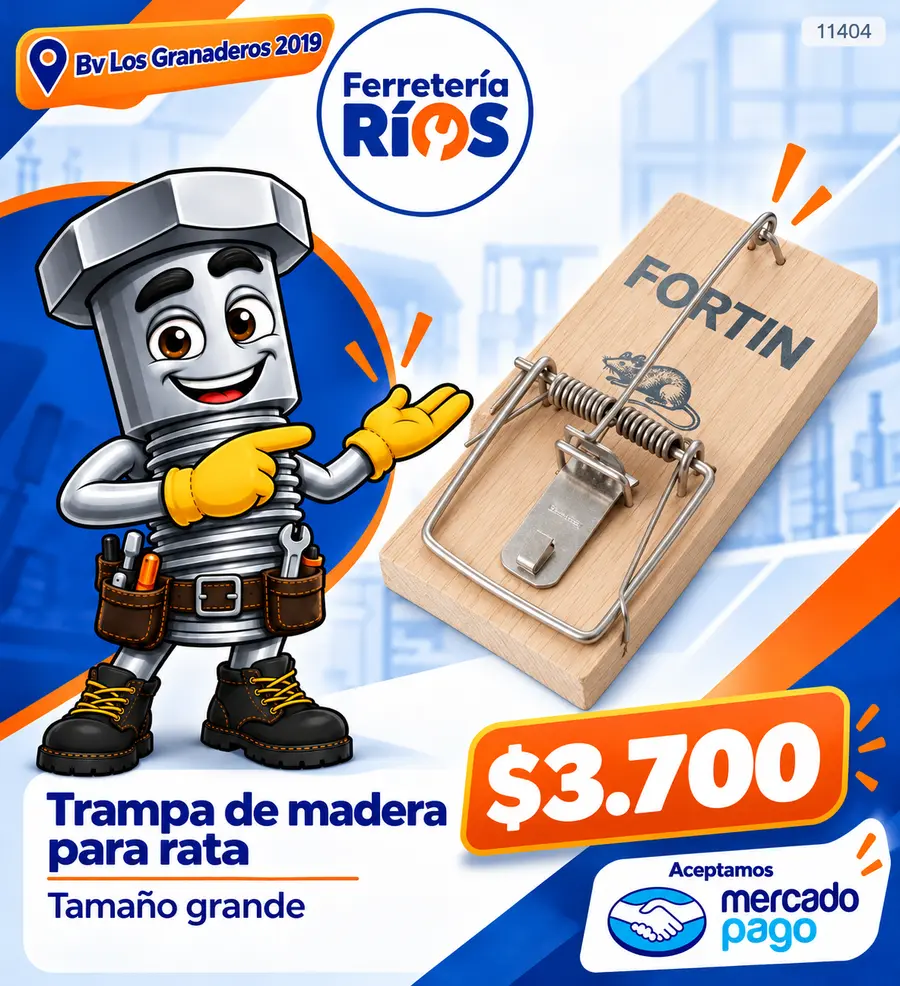 Bv Los Granaderos 2019
Ferretería
RÍOS
11404
FORTIN
$3.700
Trampa de madera
para rata
Tamaño grande
Aceptamos
mercado
pago